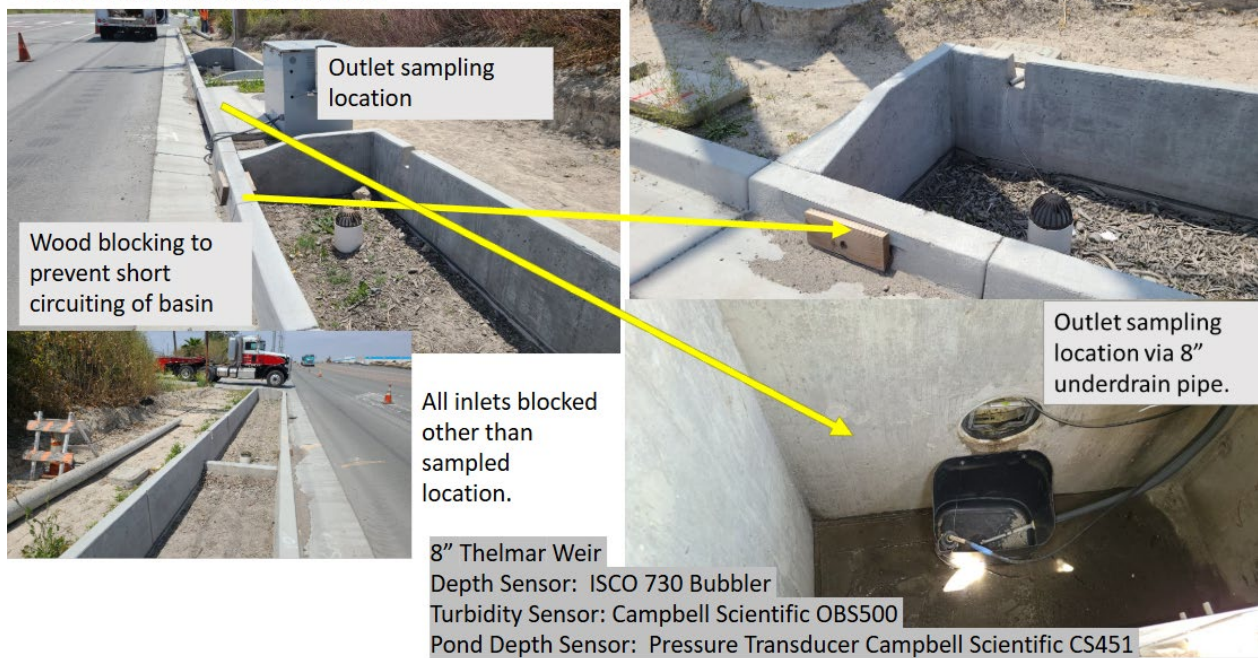 Outlet sampling
location
Wood blocking to
prevent short
circuiting of basin
All inlets blocked
other than
sampled
location.
Outlet sampling
location via 8”
underdrain pipe.
8” Thelmar Weir
Depth Sensor:  ISCO 730 Bubbler
Turbidity Sensor: Campbell Scientific OBS500
Pond Depth Sensor:  Pressure Transducer Campbell Scientific CS451